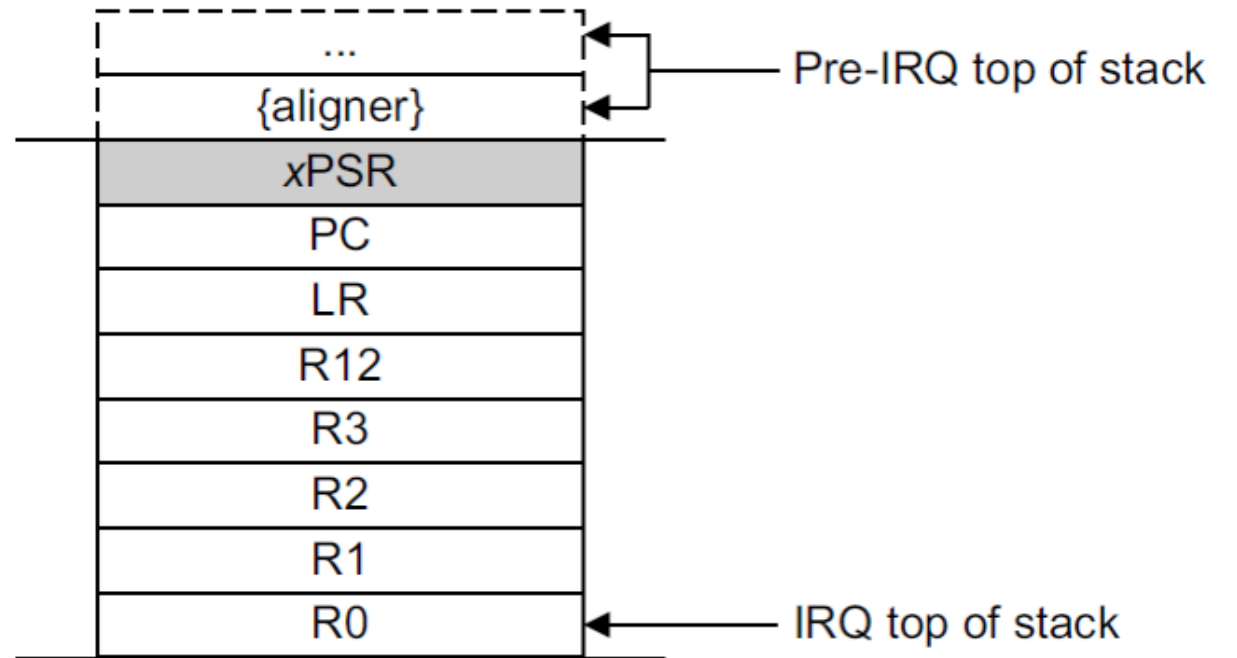 ...
Pre-IRQ top of stack
{aligner}
xPSR
PC
LR
R12
R3
R2
R1
R0
IRQ top of stack